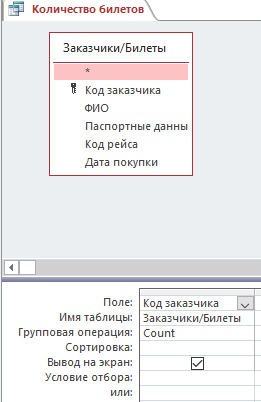 Количество билетов
Заказчики/Билеты
*
Код заказчика
ФИО
Паспортные данны
Код рейса
Дата покупки
Поле: Код заказчика
Имя таблицы: Заказчики/Билеты
Групповая операция: Count
Сортировка:
Вывод на экран:
Условие отбора:
или: